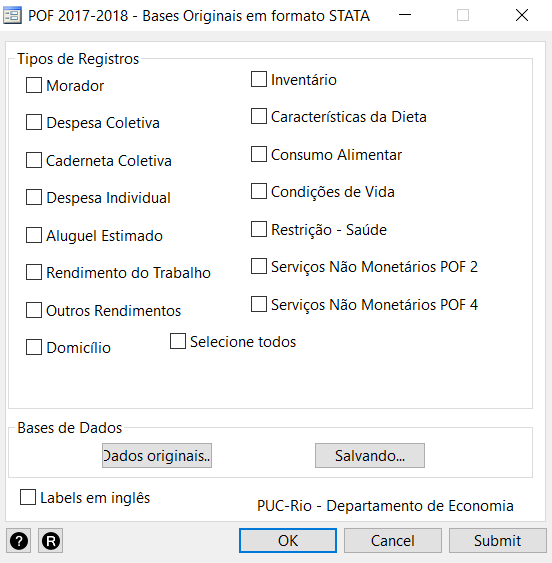 POF 2017-2018 - Bases Originais em formato STATA
Tipos de Registros
Morador
Despesa Coletiva
Caderneta Coletiva
Despesa Individual
Aluguel Estimado
Rendimento do Trabalho
Outros Rendimentos
Domicílio
Inventário
Características da Dieta
Consumo Alimentar
Condições de Vida
Restrição - Saúde
Serviços Não Monetários POF 2
Serviços Não Monetários POF 4
Selecione todos
Bases de Dados
Dados originais..
Salvando...
Labels em inglês
PUC-Rio - Departamento de Economia
? R OK Cancel Submit